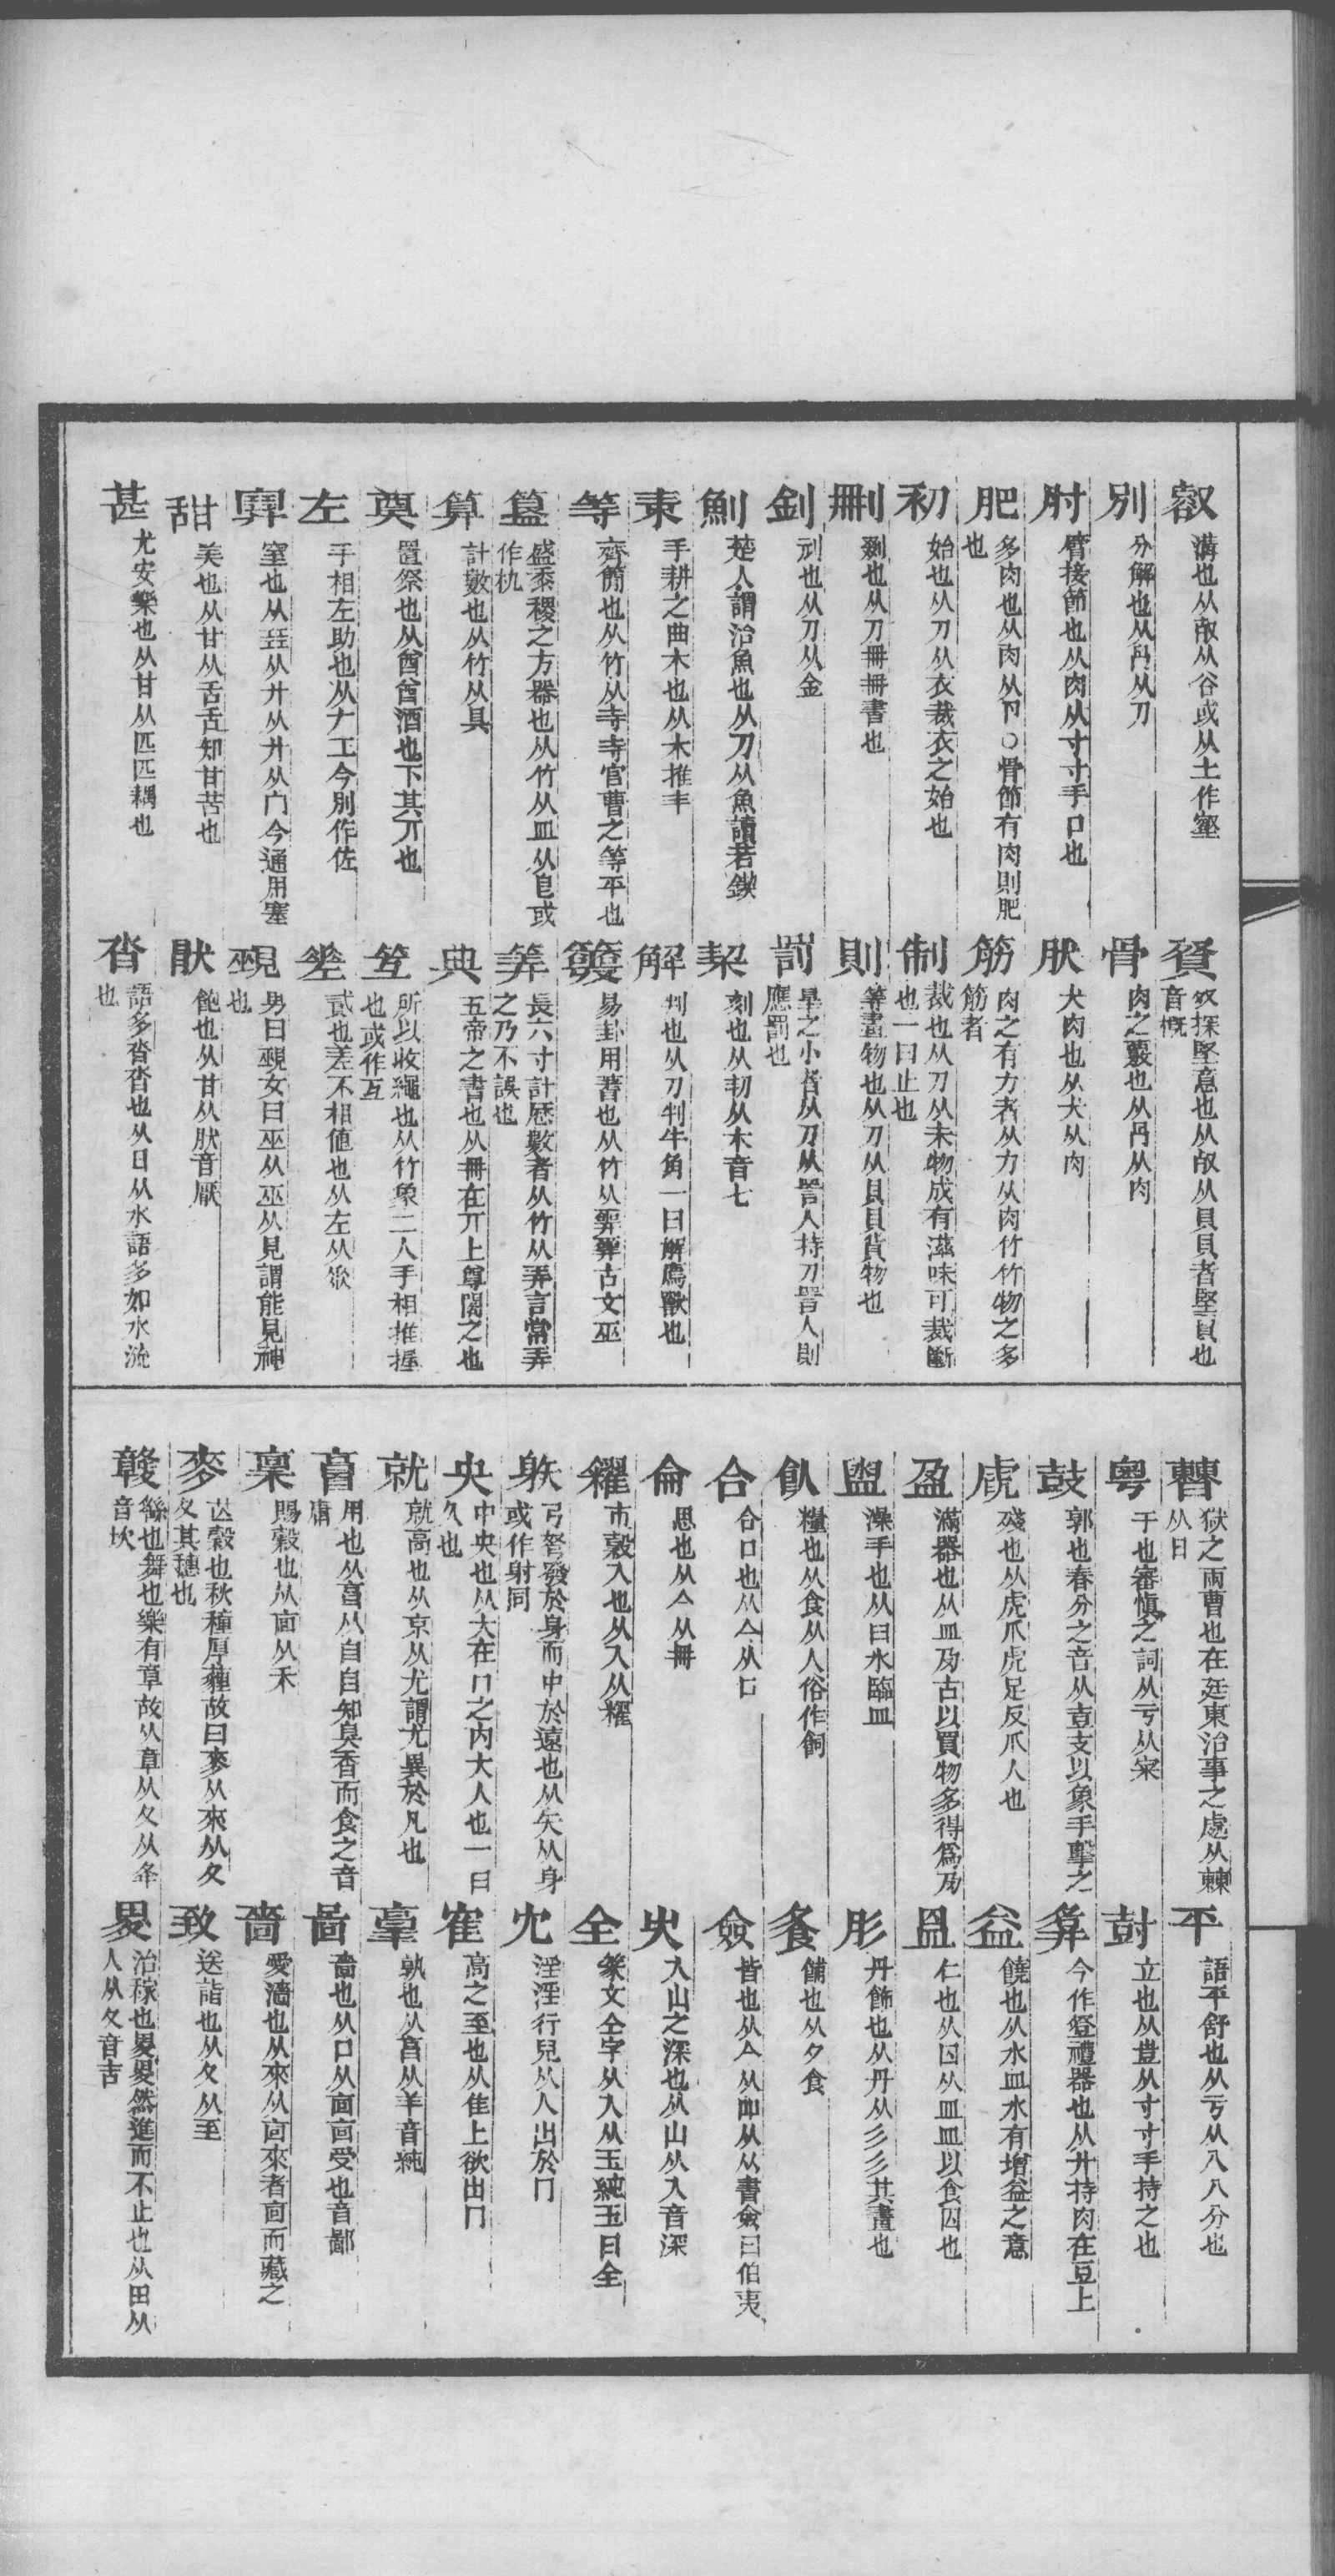 叡 溝也从㕡从谷或从土作壑
𧷎 㕡探堅意也从㕡从貝貝者堅實也音概
別 分解也从冎从刀
骨 肉之覈也从冎从肉
肘 臂接節也从肉从寸寸手口也
肰 犬肉也从犬从肉
肥 多肉也从肉从卪○骨節有肉則肥也
筋 肉之有力者从力从肉竹竹物之多筋者
初 始也从刀从衣裁衣之始也
制 裁也从刀从未物成有滋味可裁斷也一曰止也
刪 剟也从刀冊冊書也
則 等畫物也从刀从貝貝貨物也
釗 刓也从刀从金
罰 辠之小者从刀从詈人持刀詈人則應罰也
魝 楚人謂治魚也从刀从魚讀若鍥
栔 刻也从㓞从木音七
耒 手耕之曲木也从木推丰
解 判也从刀判牛角一曰解廌獸也
等 齊簡也从竹从寺寺官曹之等平也
簭 易卦用蓍也从竹从𢍮𢍮古文巫
簠 盛黍稷之方器也从竹从皿从皀或作朹
筭 長六寸計歷數者从竹从弄言常弄之乃不誤也
算 計數也从竹从具
典 五帝之書也从冊在丌上尊閣之也
奠 置祭也从酋酋酒也下其丌也
笠 所以收繩也从竹象二人手相推握也或作互
左 手相左助也从𠂇工今別作佐
差 貳也差不相値也从左从𠂹
𡫳 窒也从㠭从廾从廾从冂今通用塞
覡 男曰覡女曰巫从巫从見謂能見神也
甜 美也从甘从舌舌知甘苦也
猒 飽也从甘从肰音厭
甚 尤安樂也从甘从匹匹耦也
沓 語多沓沓也从曰从水語多如水流也
曹 獄之兩曹也在廷東治事之處从㯥从曰
平 語平舒也从亏从八八分也
粵 于也審愼之詞从亏从宷
尌 立也从壴从寸寸手持之也
鼓 郭也春分之音从壴支以象手擊之
𢍪 今作登禮器也从廾持肉在豆上
虐 殘也从虎爪虎足反爪人也
益 饒也从水皿水有增益之意
盈 滿器也从皿夃古以買物多得爲夃
𥁕 仁也从囚从皿皿以食囚也
盥 澡手也从臼水臨皿
彤 丹飾也从丹从彡彡其畫也
飤 糧也从食从人俗作飼
飧 餔也从夕食
合 合口也从亼从口
僉 皆也从亼从吅从从書僉曰伯夷
侖 思也从亼从冊
𡴎 入山之深也从山从入音深
糴 市穀入也从入从䊮
全 篆文仝字从入从玉純玉曰全
躲 弓弩發於身而中於遠也从矢从身或作射同
冘 淫淫行皃从人出於冂
央 中央也从大在冂之內大人也一曰久也
隺 高之至也从隹上欲出冂
就 就高也从京从尤謂尤異於凡也
𦎫 孰也从亯从羊音純
𣆪 用也从亯从自自知臭香而食之音庸
啚 嗇也从口从㐭㐭受也音鄙
稟 賜穀也从㐭从禾
嗇 愛濇也从來从㐭來者㐭而藏之
麥 芒穀也秋種厚薶故曰麥从來从夊夊其穗也
致 送詣也从夊从至
竷 繇也舞也樂有章故从章从夊从夅音坎
畟 治稼也畟畟然進而不止也从田从人从夊音吉